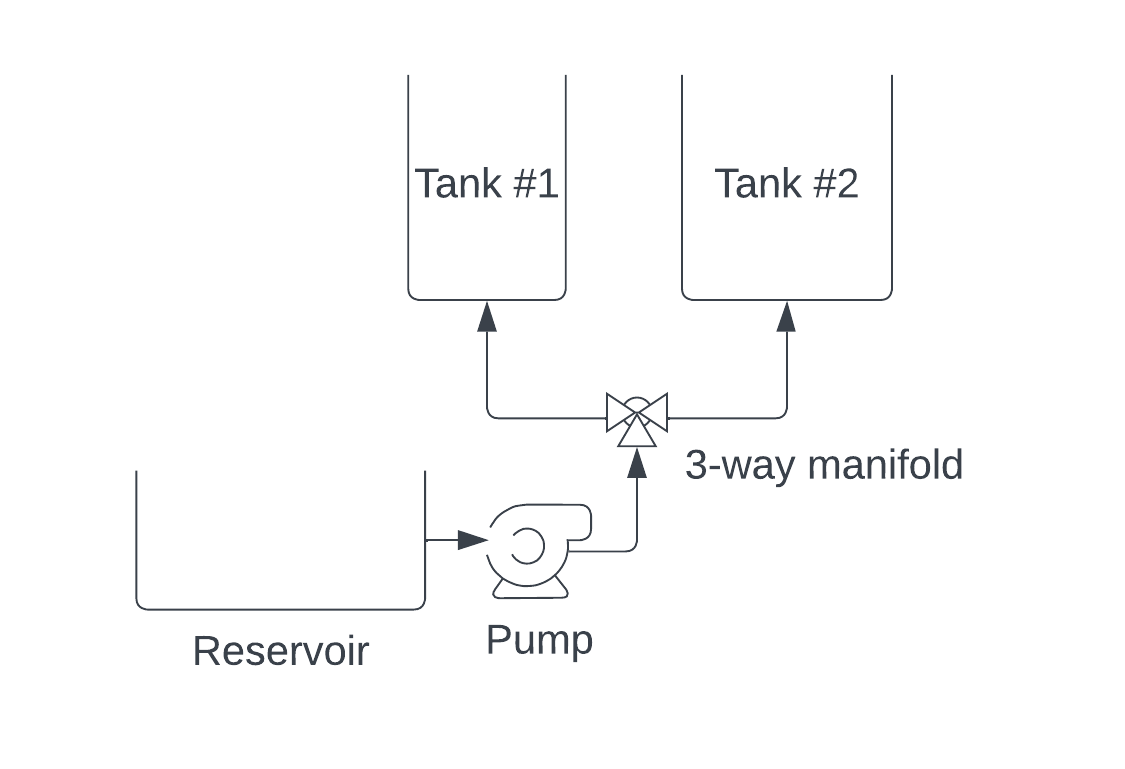 Tank #1
Tank #2
3-way manifold
Pump
Reservoir